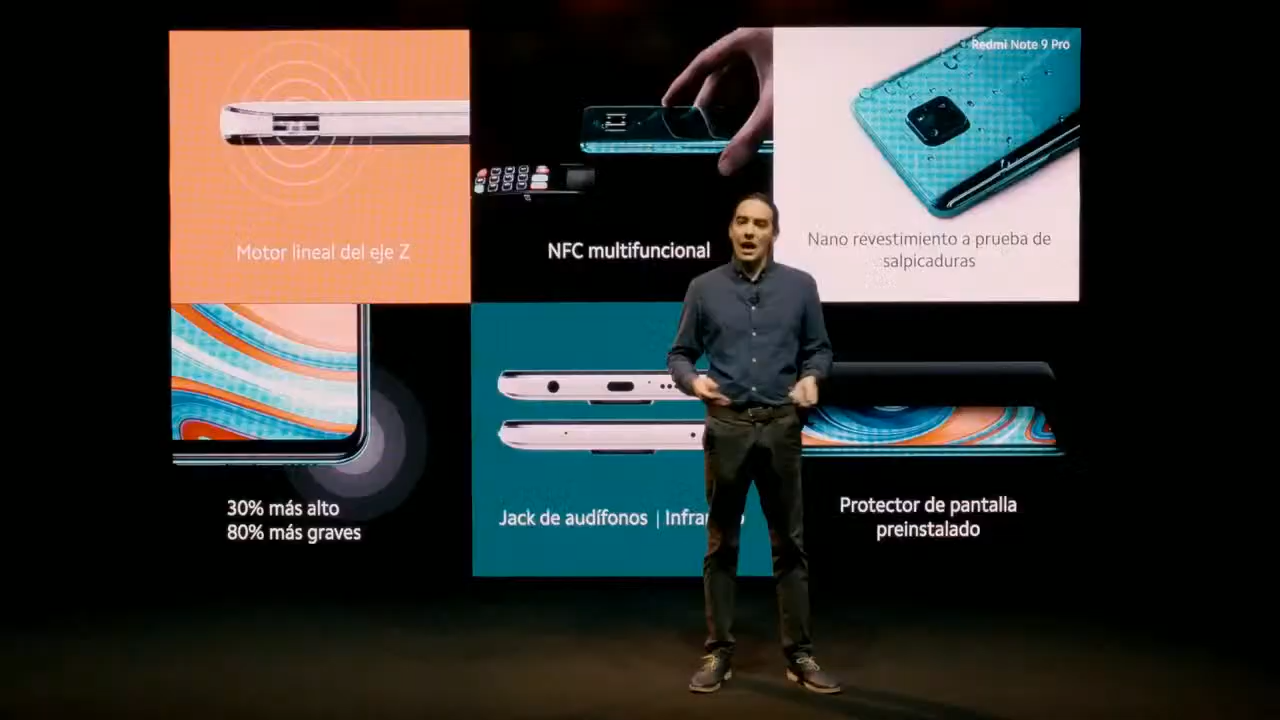 Redmi Note 9 Pro
Motor lineal del eje Z
NFC multifuncional
Nano revestimiento a prueba de
salpicaduras
30% más alto
80% más graves
Jack de audífonos |
Protector de pantalla
preinstalado